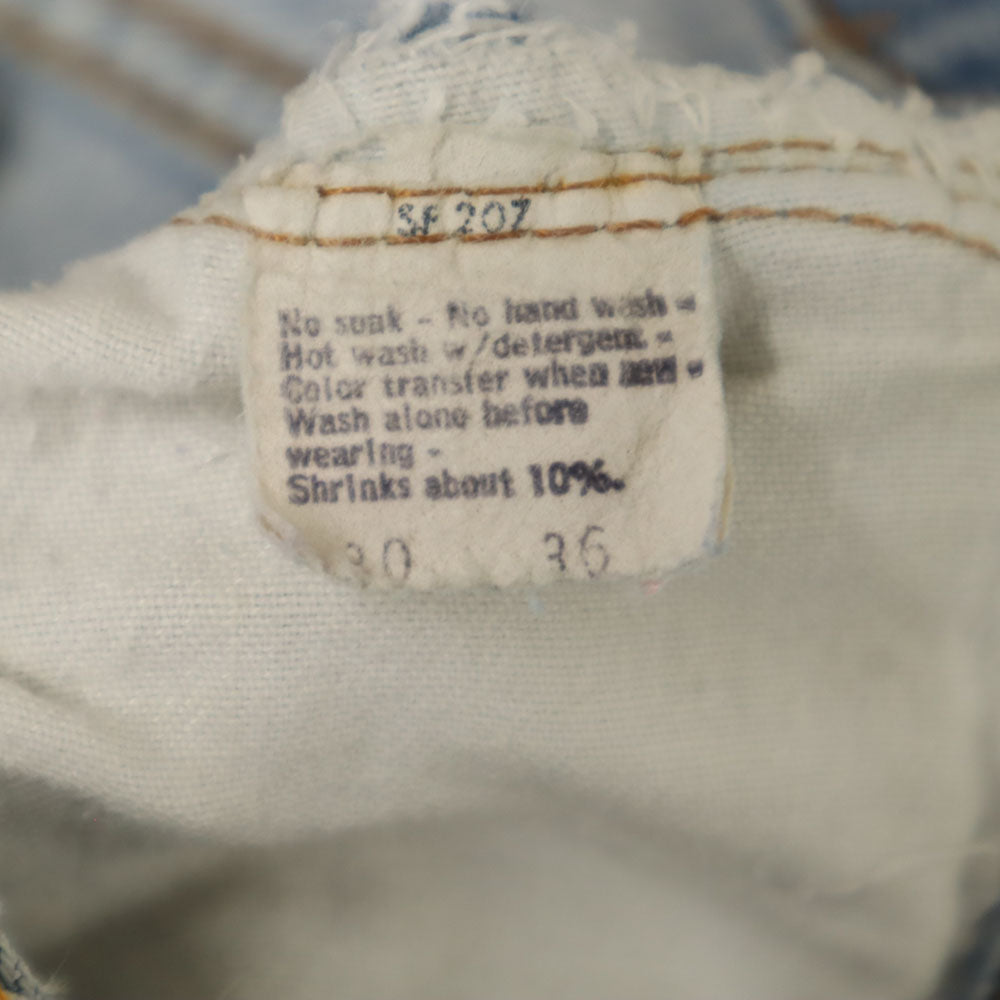 SF 207
No soak - No hand wash -
Hot wash w/detergent -
Color transfer when new -
Wash alone before
wearing -
Shrinks about 10%.
30 36